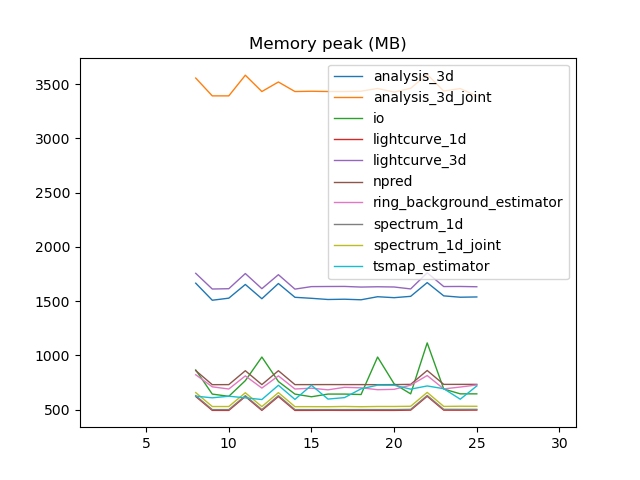 Memory peak (MB)
3500
3000
2500
2000
1500
1000
500
analysis_3d
analysis_3d_joint
io
lightcurve_1d
lightcurve_3d
npred
ring_background_estimator
spectrum_1d
spectrum_1d_joint
tsmap_estimator
5 10 15 20 25 30